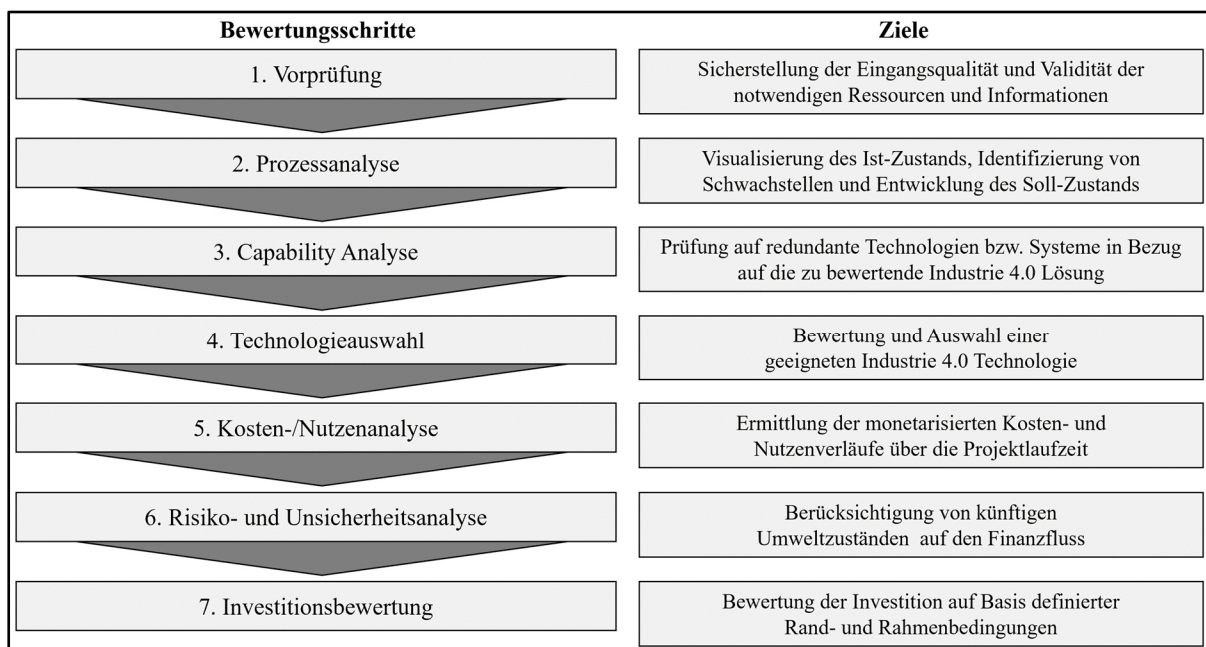 Bewertungsschritte
Ziele
1. Vorprüfung
Sicherstellung der Eingangsqualität und Validität der
notwendigen Ressourcen und Informationen
2. Prozessanalyse
Visualisierung des Ist-Zustands, Identifizierung von
Schwachstellen und Entwicklung des Soll-Zustands
3. Capability Analyse
Prüfung auf redundante Technologien bzw. Systeme in Bezug
auf die zu bewertende Industrie 4.0 Lösung
4. Technologieauswahl
Bewertung und Auswahl einer
geeigneten Industrie 4.0 Technologie
5. Kosten-/Nutzenanalyse
Ermittlung der monetarisierten Kosten- und
Nutzenverläufe über die Projektlaufzeit
6. Risiko- und Unsicherheitsanalyse
Berücksichtigung von künftigen
Umweltzuständen auf den Finanzfluss
7. Investitionsbewertung
Bewertung der Investition auf Basis definierter
Rand- und Rahmenbedingungen